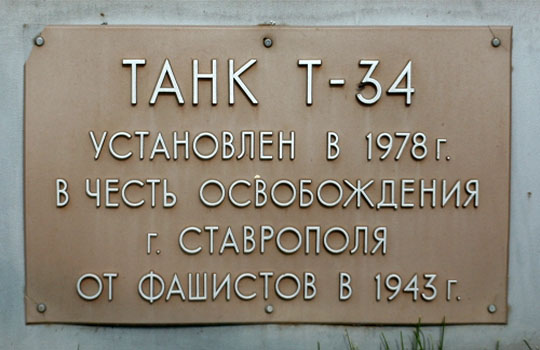 ТАНК Т-34
УСТАНОВЛЕН В 1978 г.
В ЧЕСТЬ ОСВОБОЖДЕНИЯ
г. СТАВРОПОЛЯ
ОТ ФАШИСТОВ В 1943 г.